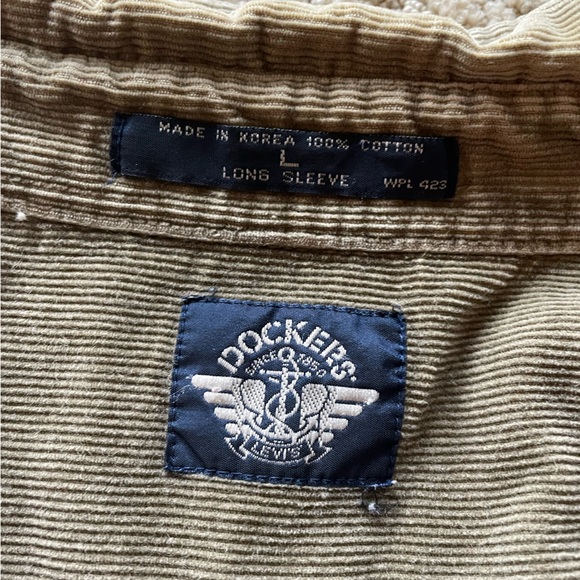 MADE IN KOREA 100% COTTON
L
LONG SLEEVE WPL 423
DOCKERS
SINCE 1850
LEVI'S